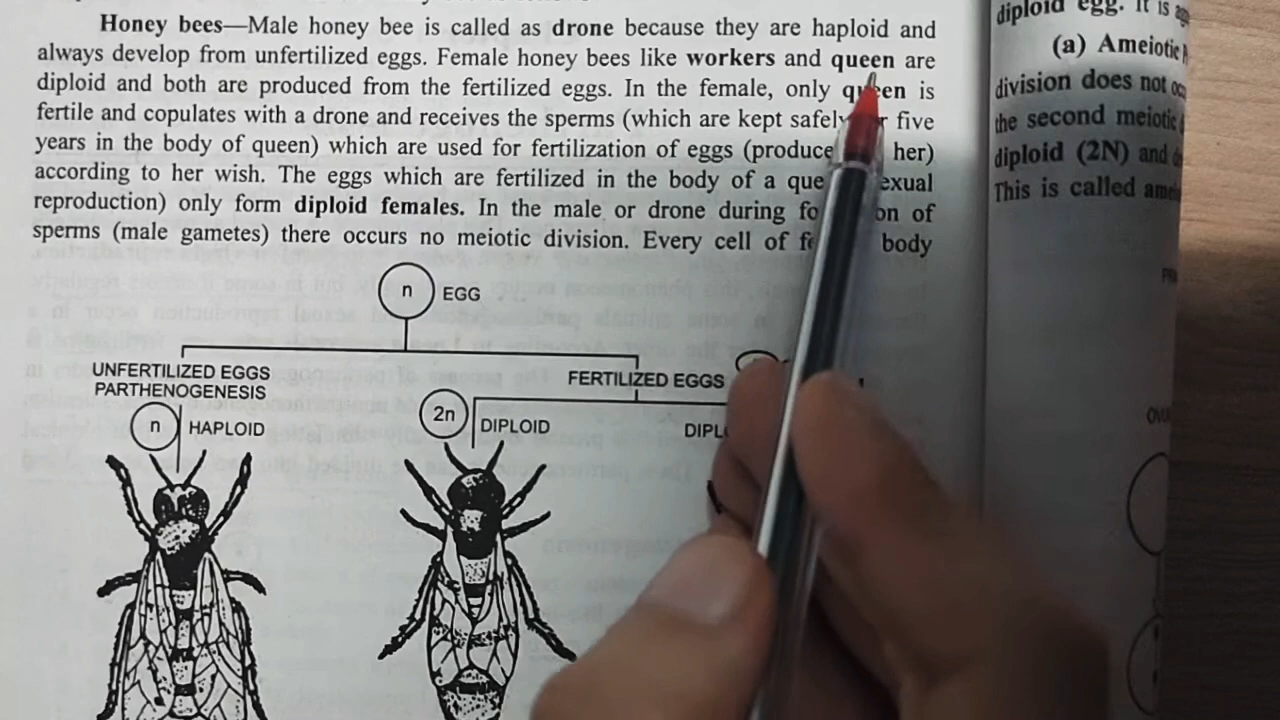 Honey bees—Male honey bee is called as drone because they are haploid and
always develop from unfertilized eggs. Female honey bees like workers and queen are
diploid and both are produced from the fertilized eggs. In the female, only queen is
fertile and copulates with a drone and receives the sperms (which are kept safely five
years in the body of queen) which are used for fertilization of eggs (produce her)
according to her wish. The eggs which are fertilized in the body of a que exual
reproduction) only form diploid females. In the male or drone during fo on of
sperms (male gametes) there occurs no meiotic division. Every cell of body
n EGG
UNFERTILIZED EGGS
PARTHENOGENESIS
FERTILIZED EGGS
n HAPLOID
2n DIPLOID
DIPL
diploid egg. It is
(a) Ameiotic
division does not
the second meiotic
diploid (2N) and
This is called